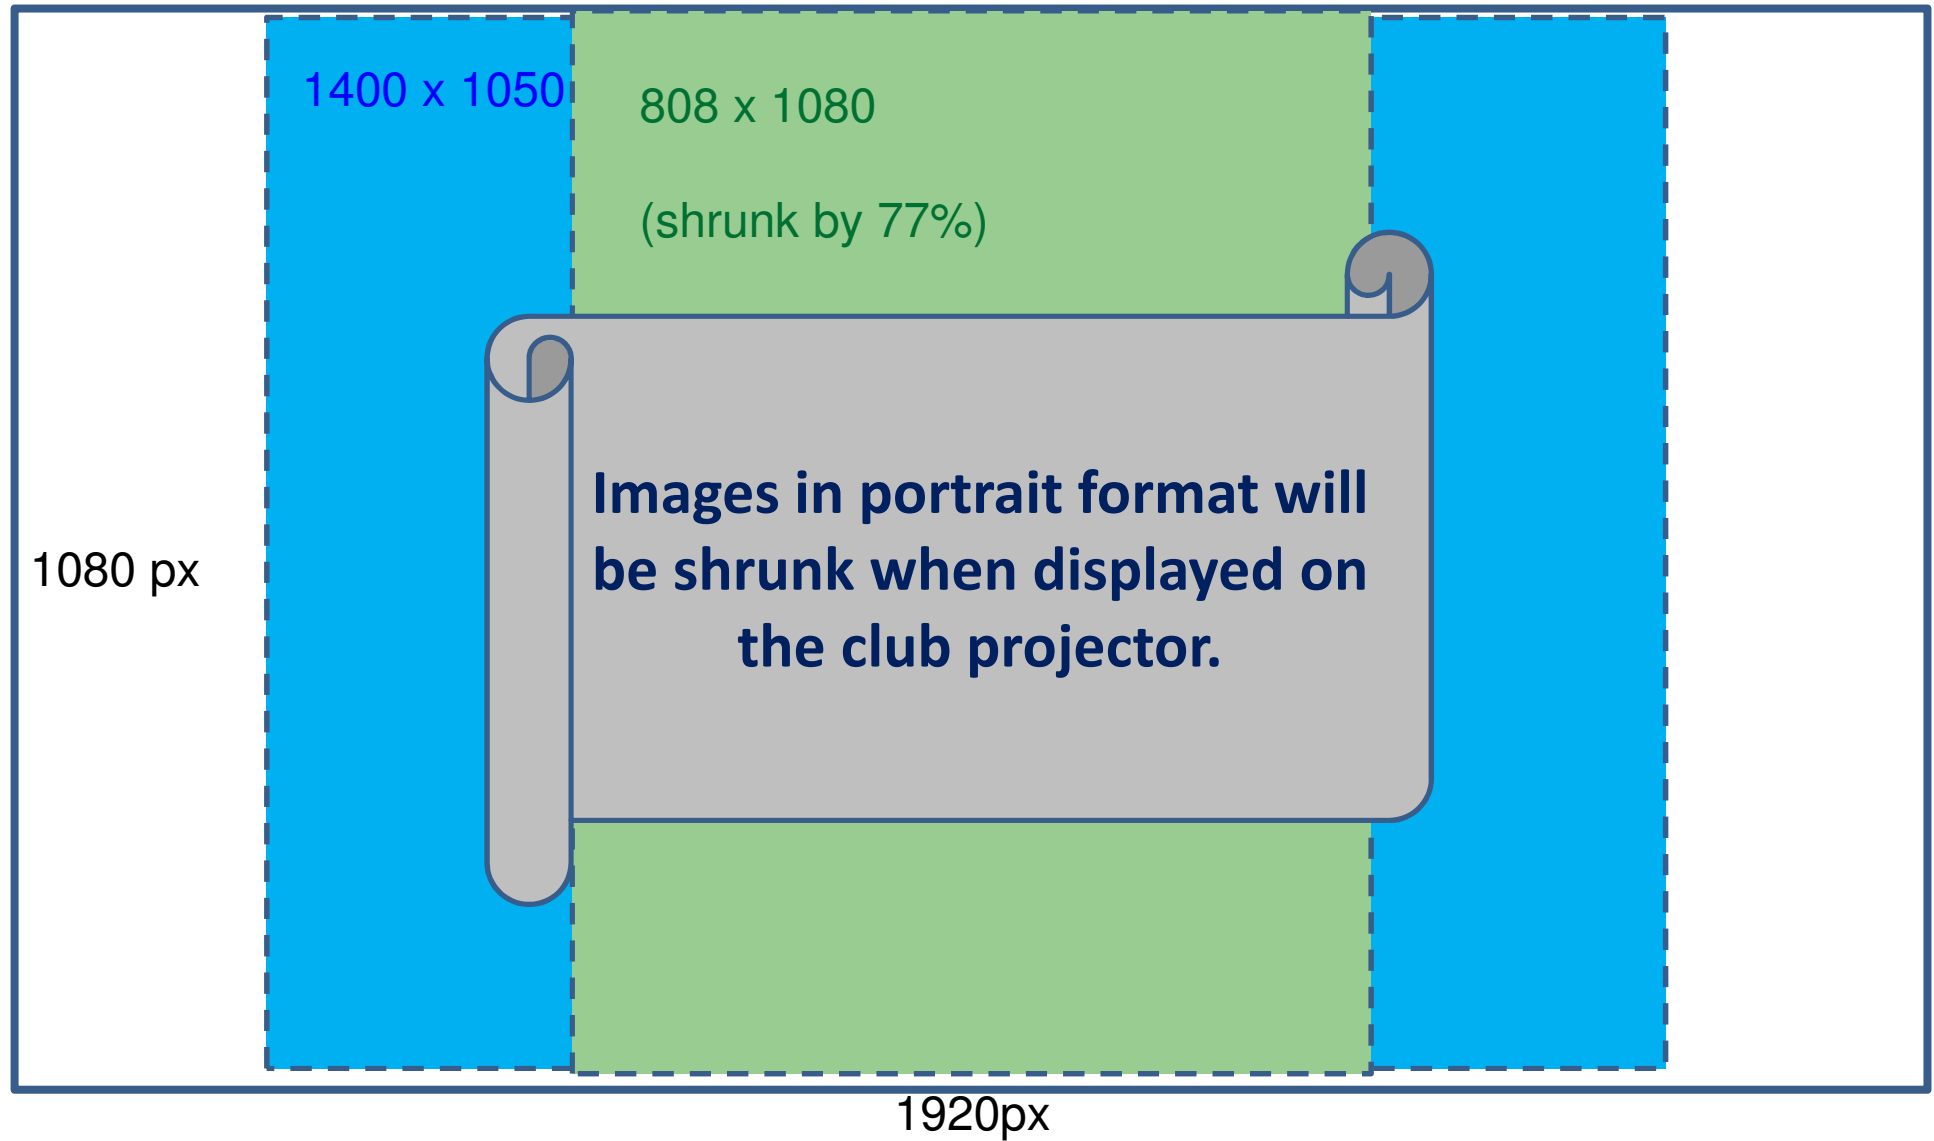 1400 x 1050
808 x 1080
(shrunk by 77%)
Images in portrait format will
be shrunk when displayed on
the club projector.
1080 px
1920px